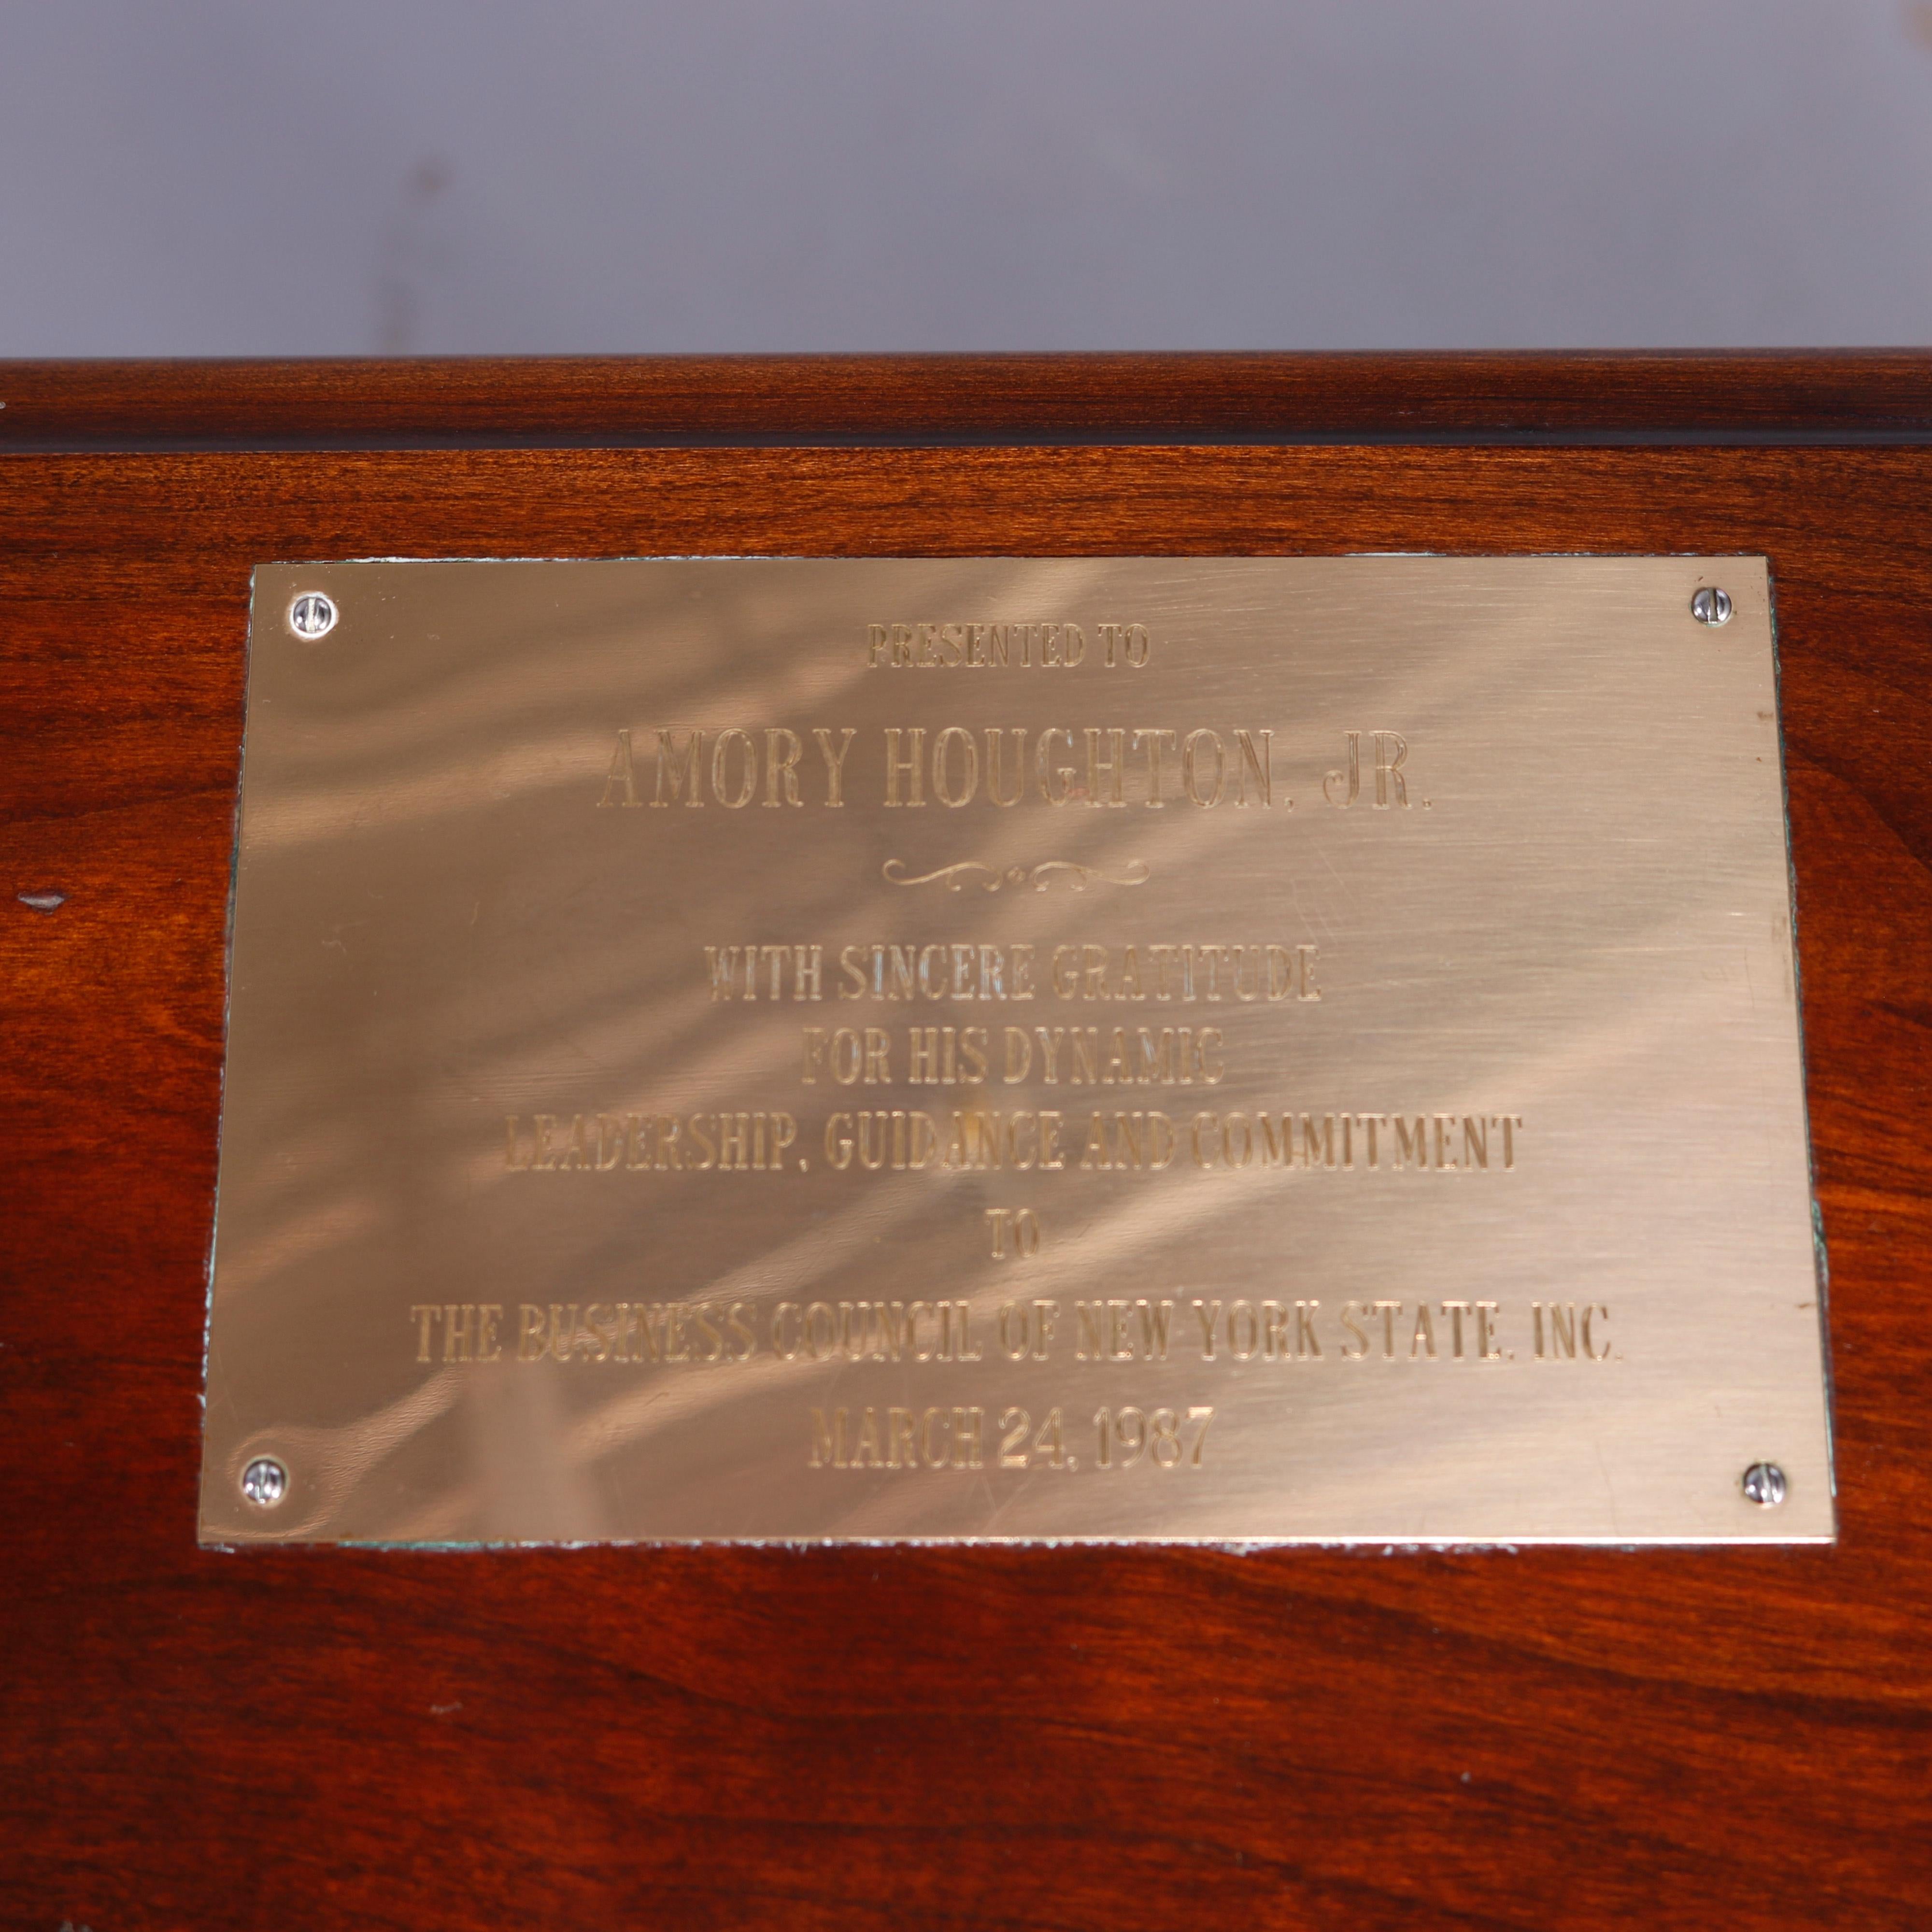 PRESENTED TO
AMORY HOUGHTON, JR.
WITH SINCERE GRATITUDE
FOR HIS DYNAMIC
LEADERSHIP, GUIDANCE AND COMMITMENT
TO
THE BUSINESS COUNCIL OF NEW YORK STATE, INC.
MARCH 24, 1987